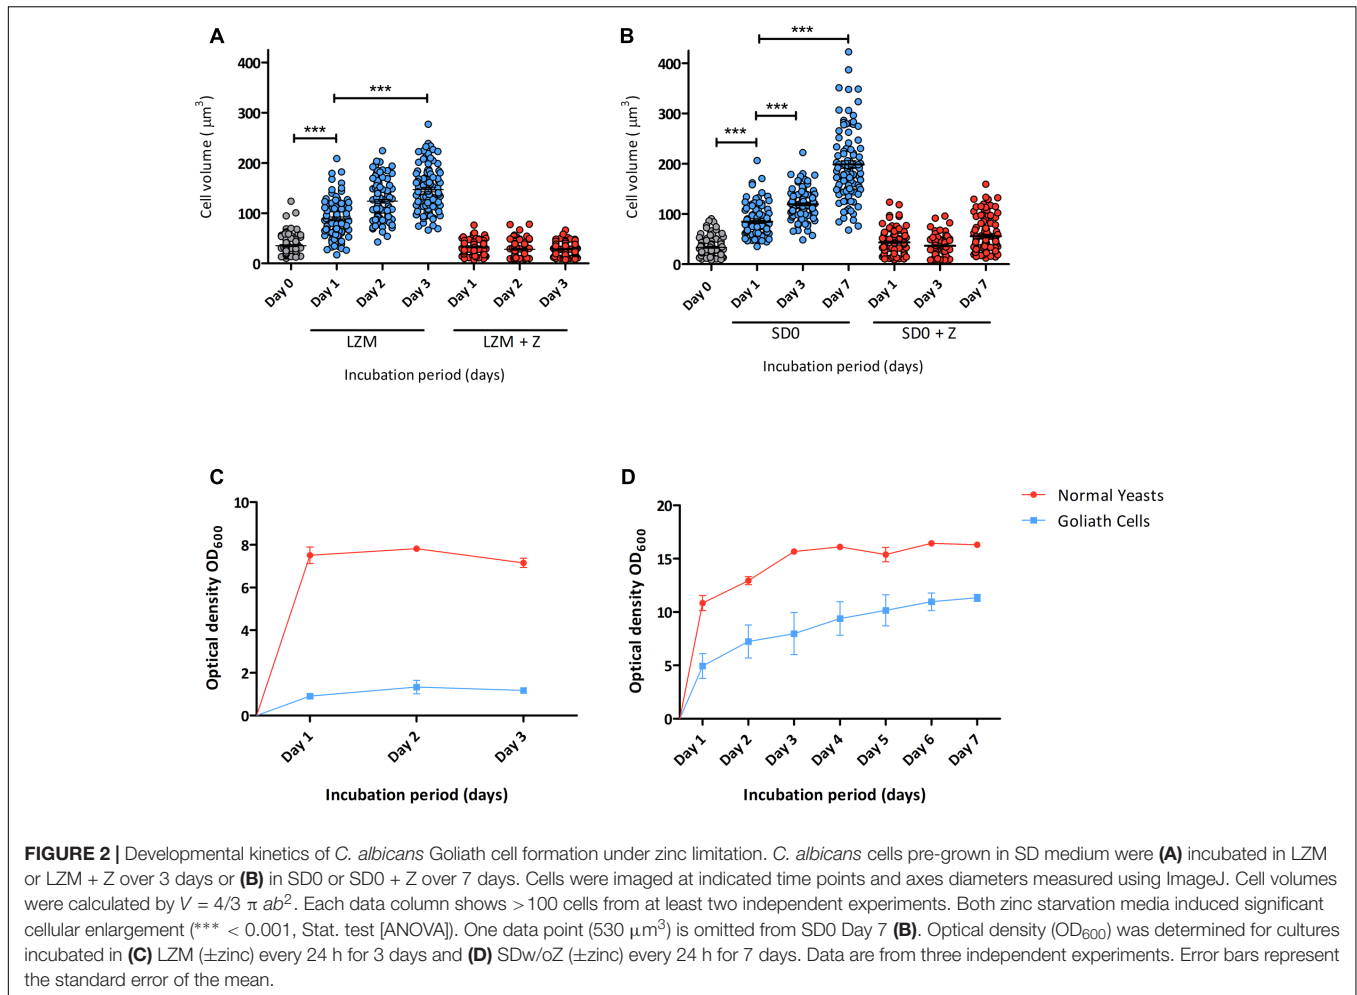 A
Cell volume ( μm³)
400
300
200
100
0
***
***
Day 0
Day 1
Day 2
Day 3
Day 1
Day 2
Day 3
LZM
LZM + Z
Incubation period (days)
B
Cell volume ( μm³)
400
300
200
100
0
***
***
***
Day 0
Day 1
Day 3
Day 7
Day 1
Day 3
Day 7
SD0
SD0 + Z
Incubation period (days)
C
Optical density OD₆₀₀
10
8
6
4
2
0
Day 1
Day 2
Day 3
Incubation period (days)
D
Optical density OD₆₀₀
20
15
10
5
0
Day 1
Day 2
Day 3
Day 4
Day 5
Day 6
Day 7
Incubation period (days)
Normal Yeasts
Goliath Cells
FIGURE 2 | Developmental kinetics of C. albicans Goliath cell formation under zinc limitation. C. albicans cells pre-grown in SD medium were (A) incubated in LZM
or LZM + Z over 3 days or (B) in SD0 or SD0 + Z over 7 days. Cells were imaged at indicated time points and axes diameters measured using ImageJ. Cell volumes
were calculated by V = 4/3 π ab². Each data column shows >100 cells from at least two independent experiments. Both zinc starvation media induced significant
cellular enlargement (*** < 0.001, Stat. test [ANOVA]). One data point (530 μm³) is omitted from SD0 Day 7 (B). Optical density (OD₆₀₀) was determined for cultures
incubated in (C) LZM (±zinc) every 24 h for 3 days and (D) SDw/oZ (±zinc) every 24 h for 7 days. Data are from three independent experiments. Error bars represent
the standard error of the mean.